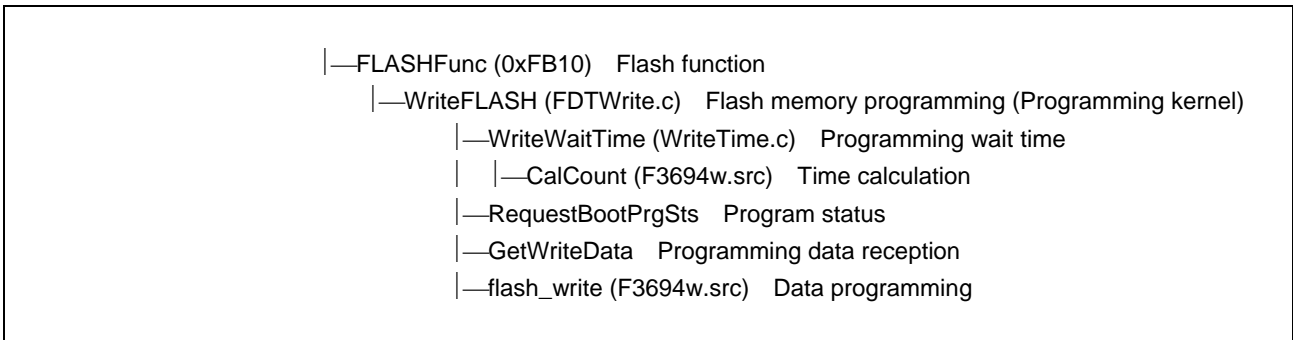 |—FLASHFunc (0xFB10) Flash function
|—WriteFLASH (FDTWrite.c) Flash memory programming (Programming kernel)
|—WriteWaitTime (WriteTime.c) Programming wait time
| |—CalCount (F3694w.src) Time calculation
|—RequestBootPrgSts Program status
|—GetWriteData Programming data reception
|—flash_write (F3694w.src) Data programming